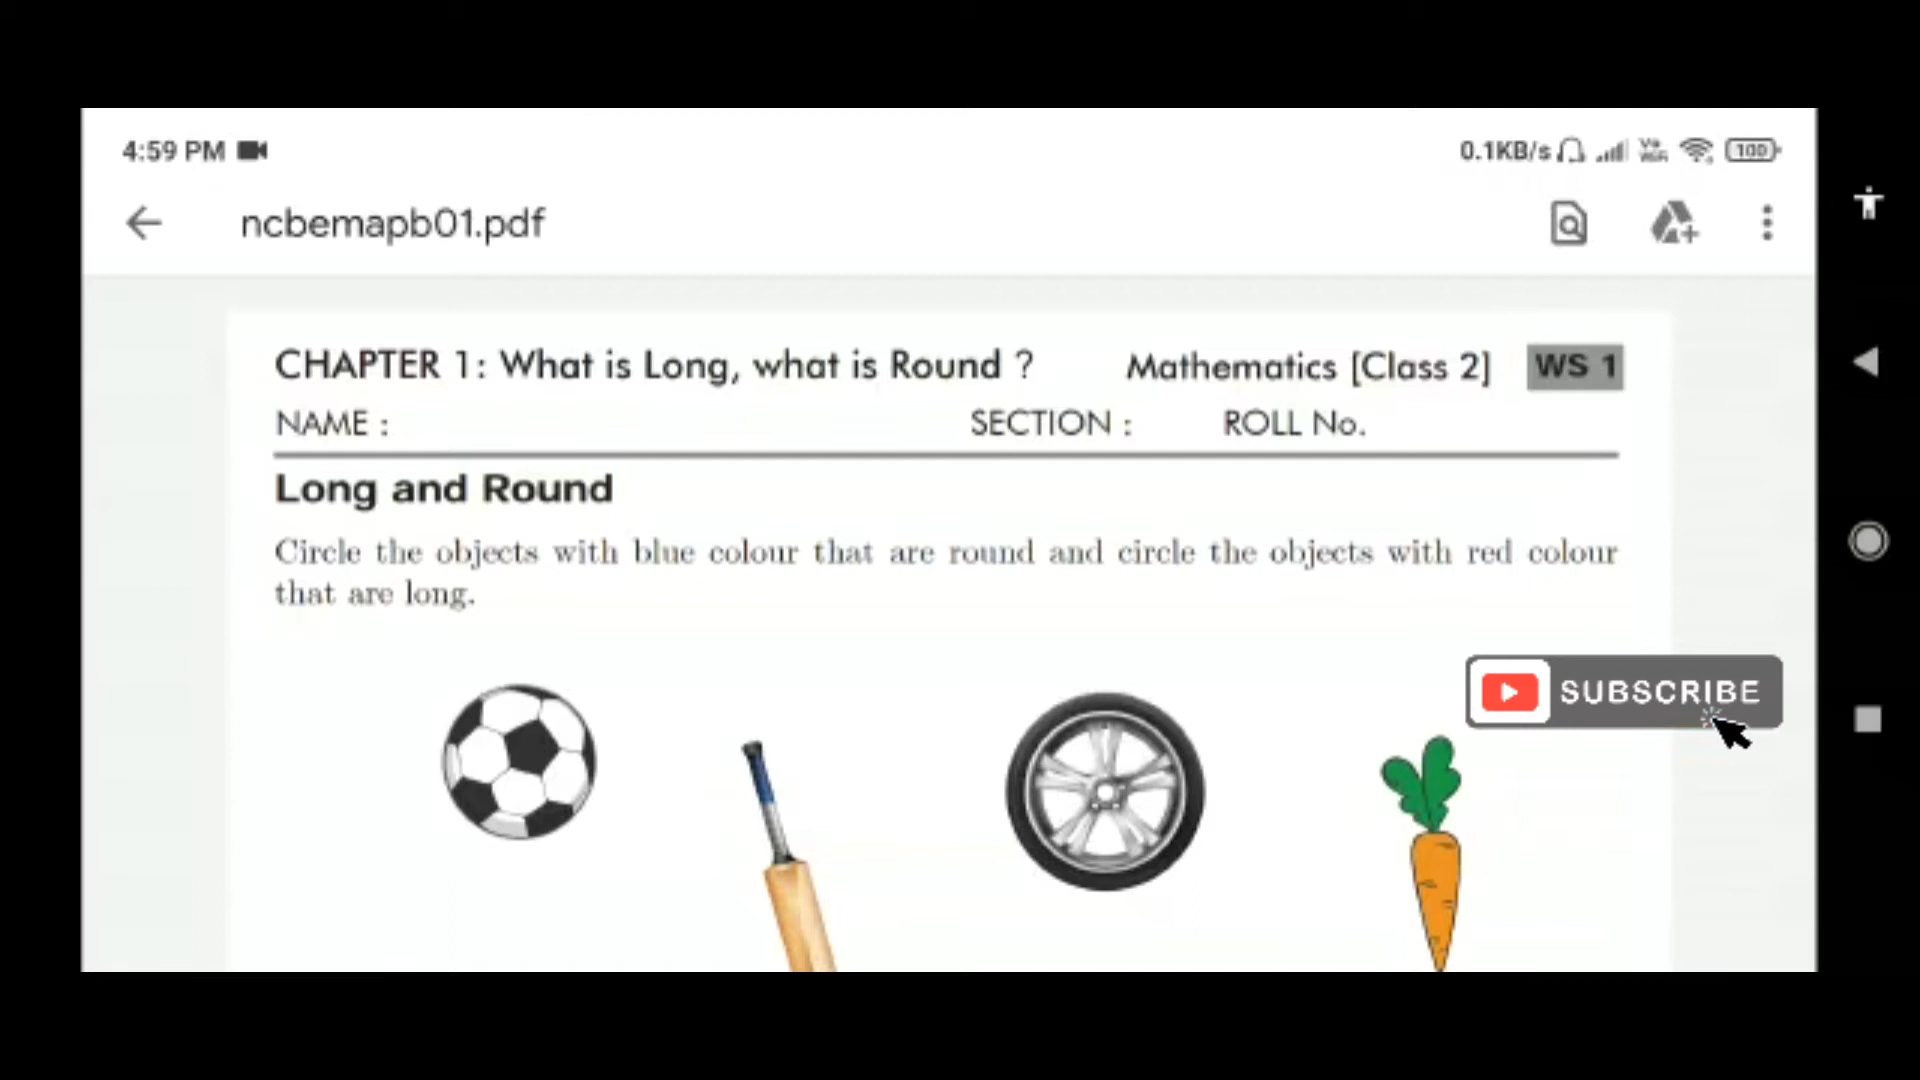 4:59 PM
0.1KB/s
100
ncbemapb01.pdf
CHAPTER 1: What is Long, what is Round ? Mathematics [Class 2] WS 1
NAME : SECTION : ROLL No.
Long and Round
Circle the objects with blue colour that are round and circle the objects with red colour
that are long.
SUBSCRIBE